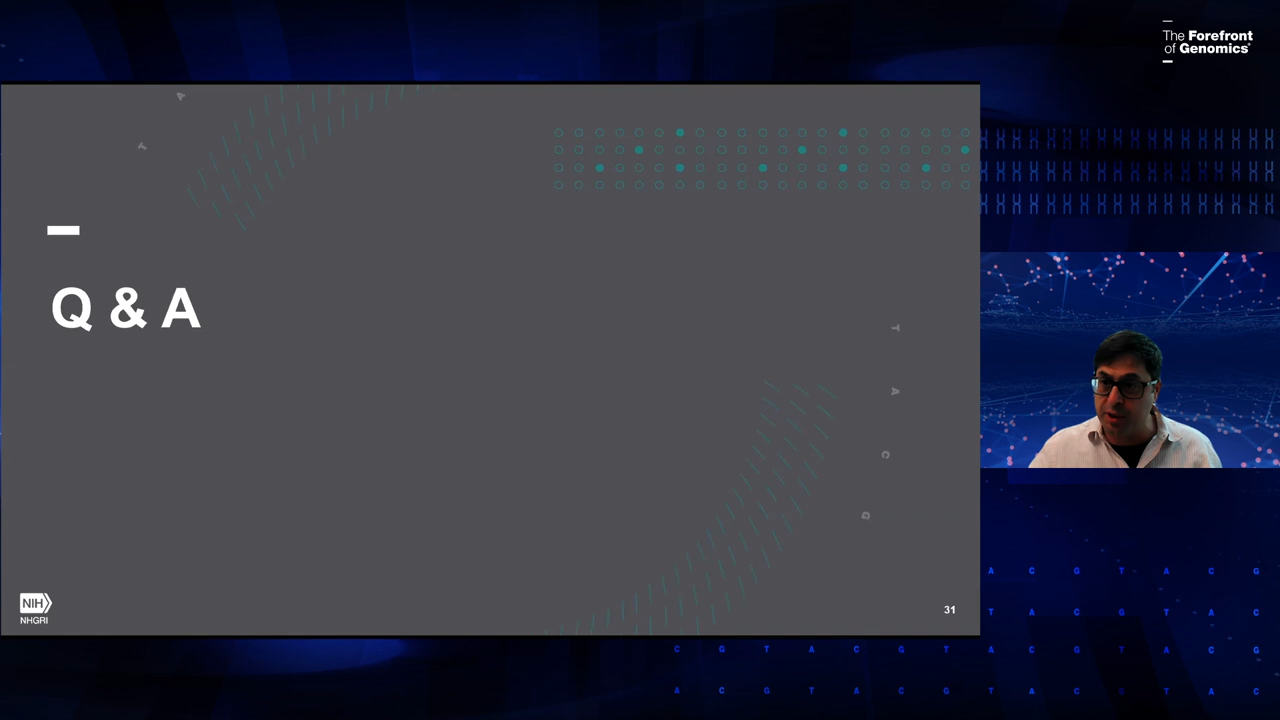 The Forefront
of Genomics®
A
T
Q & A
T
A
C
G
NIH
NHGRI
31
A C G T A C G
T A C G T A C
C G T A C G T A C G T A C G
A C G T A C G T A C G T A C